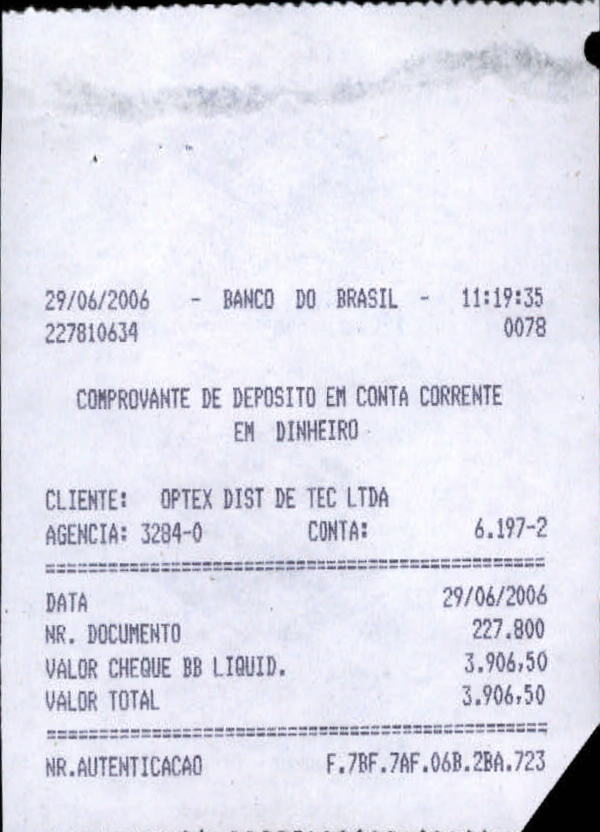 29/06/2006 - BANCO DO BRASIL - 11:19:35
227810634 0078
COMPROVANTE DE DEPOSITO EM CONTA CORRENTE
EM DINHEIRO
CLIENTE: OPTEX DIST DE TEC LTDA
AGENCIA: 3284-0 CONTA: 6.197-2
================================================
DATA 29/06/2006
NR. DOCUMENTO 227.800
VALOR CHEQUE BB LIQUID. 3.906,50
VALOR TOTAL 3.906,50
================================================
NR.AUTENTICACAO F.7BF.7AF.06B.2BA.723